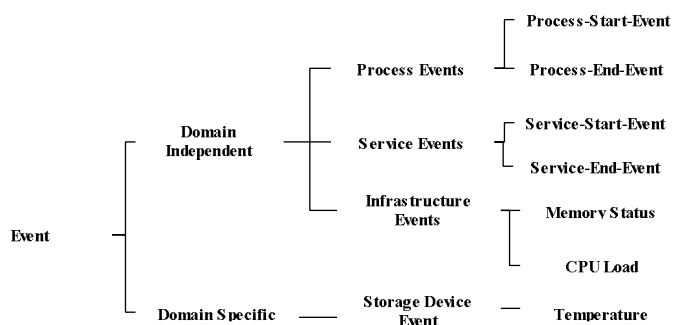 Process-Start-Event
Process Events
Process-End-Event
Domain
Independent
Service Events
Service-Start-Event
Service-End-Event
Infrastructure
Events
Memory Status
Event
CPU Load
Domain Specific
Storage Device
Event
Temperature